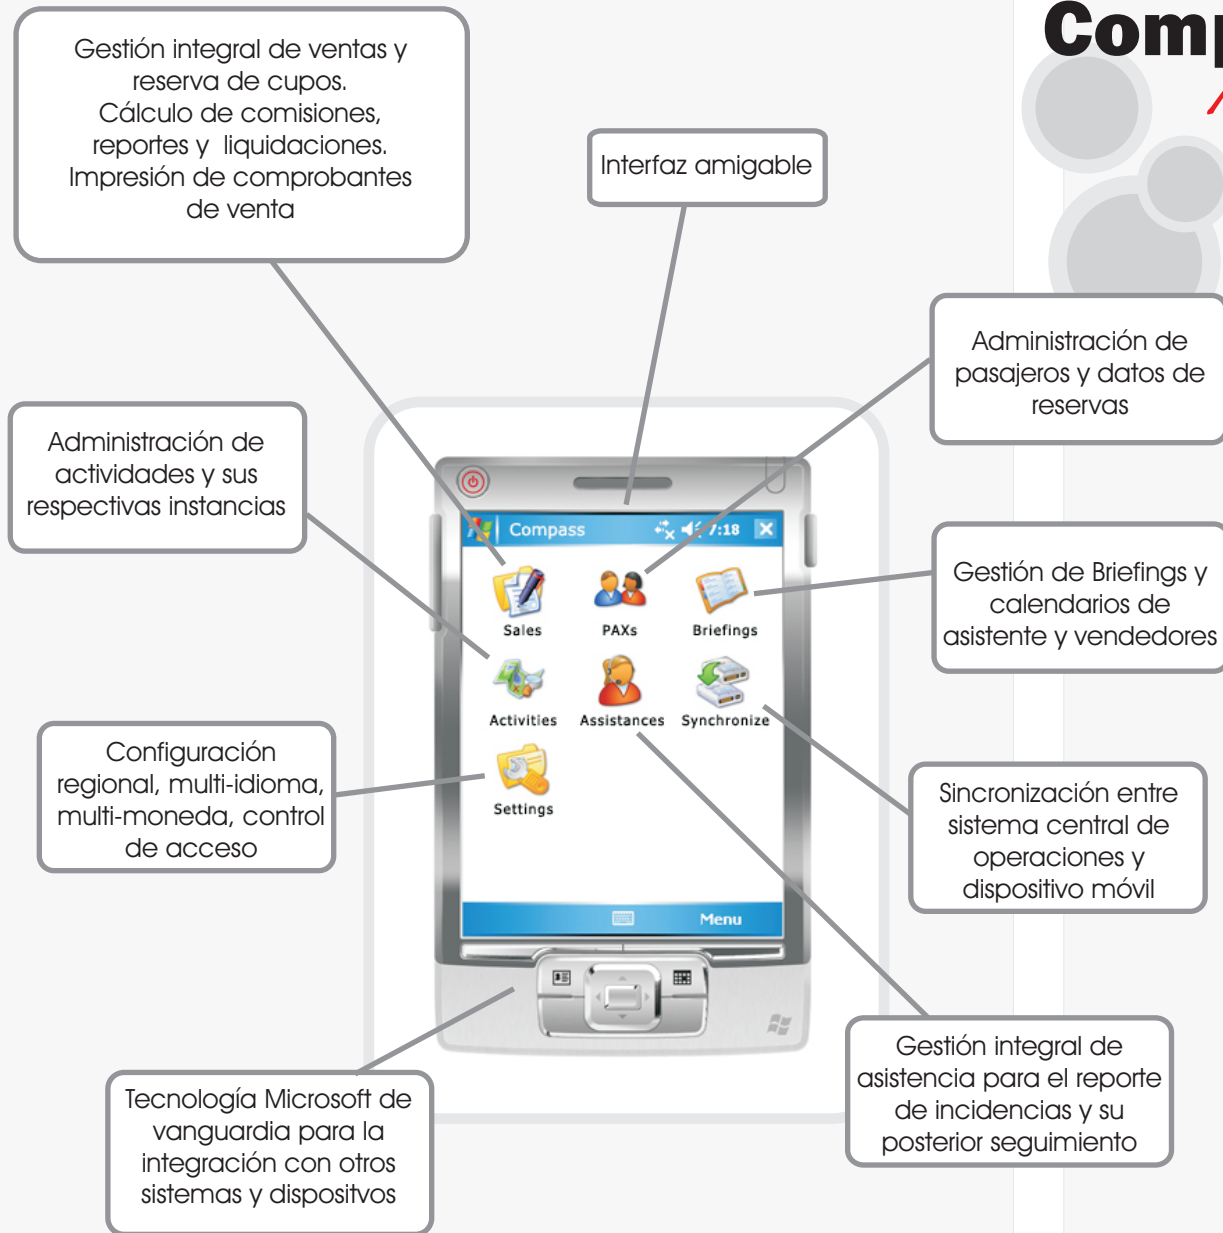 Comp
Gestión integral de ventas y
reserva de cupos.
Cálculo de comisiones,
reportes y liquidaciones.
Impresión de comprobantes
de venta
Interfaz amigable
Administración de
pasajeros y datos de
reservas
Administración de
actividades y sus
respectivas instancias
Compass
7:18
Sales
PAXs
Briefings
Activities
Assistances
Synchronize
Settings
Menu
Gestión de Briefings y
calendarios de
asistente y vendedores
Configuración
regional, multi-idioma,
multi-moneda, control
de acceso
Sincronización entre
sistema central de
operaciones y
dispositivo móvil
Gestión integral de
asistencia para el reporte
de incidencias y su
posterior seguimiento
Tecnología Microsoft de
vanguardia para la
integración con otros
sistemas y dispositvos